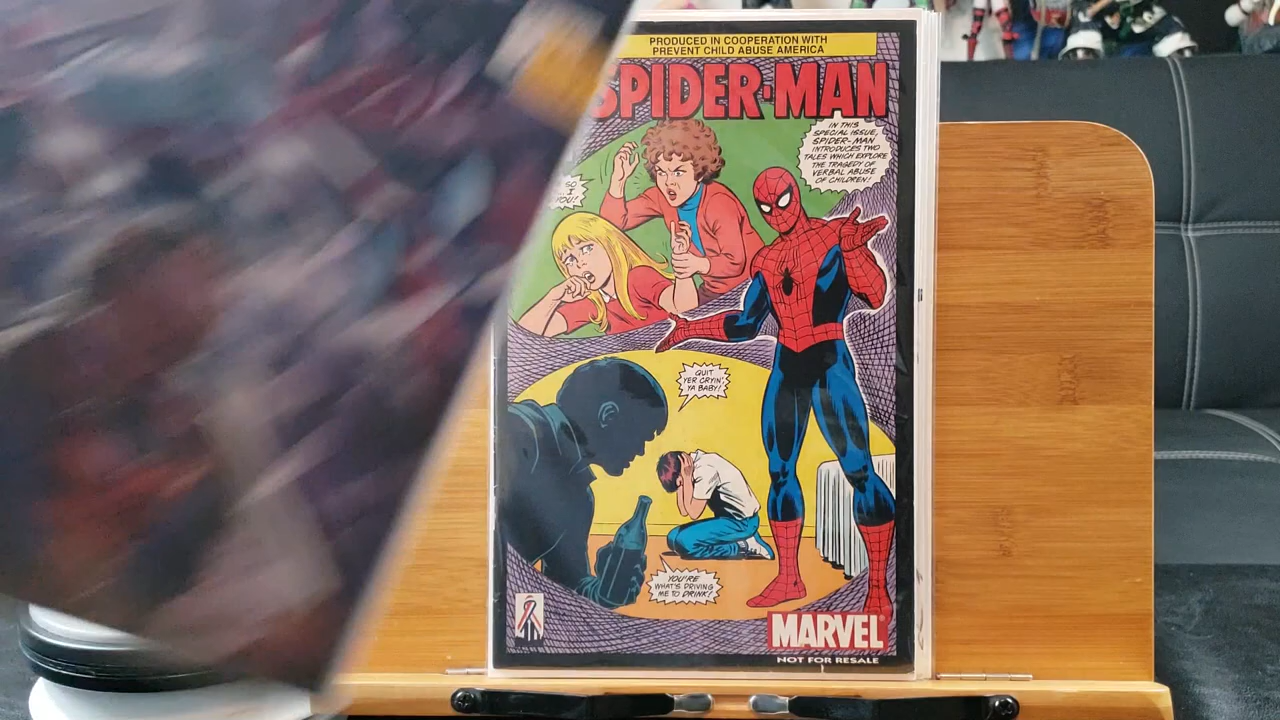 PRODUCED IN COOPERATION WITH
PREVENT CHILD ABUSE AMERICA
SPIDER-MAN
IN THIS
SPECIAL ISSUE,
SPIDER-MAN
INTRODUCES TWO
TALES WHICH EXPLORE
THE TRAGEDY OF
VERBAL ABUSE
OF CHILDREN!
SO
I
YOU!
QUIT
YER CRYIN',
YA BABY!
YOU'RE
WHAT'S DRIVING
ME TO DRINK!
MARVEL
NOT FOR RESALE